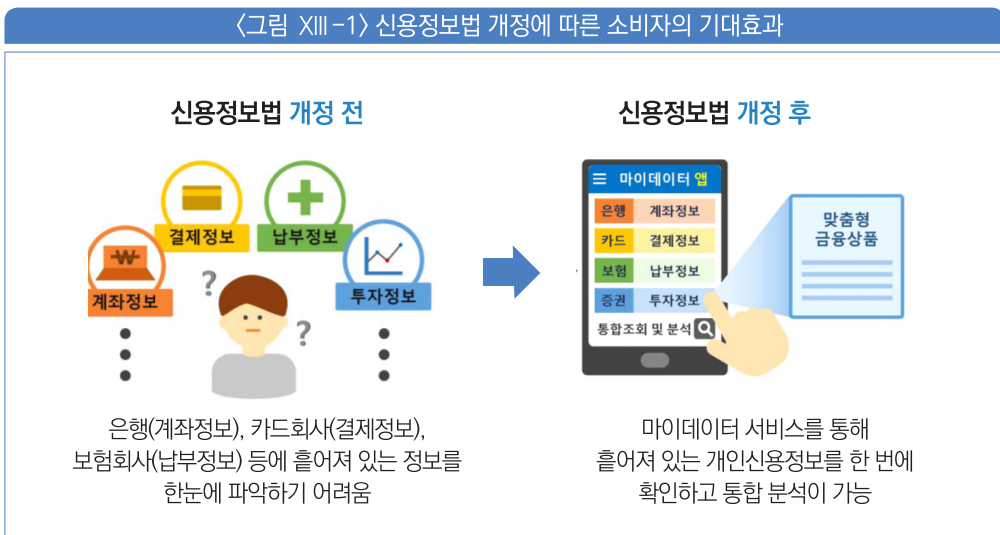 〈그림 XIII-1〉 신용정보법 개정에 따른 소비자의 기대효과
신용정보법 개정 전
결제정보
납부정보
계좌정보
투자정보
?
?
은행(계좌정보), 카드회사(결제정보),
보험회사(납부정보) 등에 흩어져 있는 정보를
한눈에 파악하기 어려움
신용정보법 개정 후
마이데이터 앱
은행 계좌정보
카드 결제정보
보험 납부정보
증권 투자정보
통합조회 및 분석
맞춤형
금융상품
마이데이터 서비스를 통해
흩어져 있는 개인신용정보를 한 번에
확인하고 통합 분석이 가능